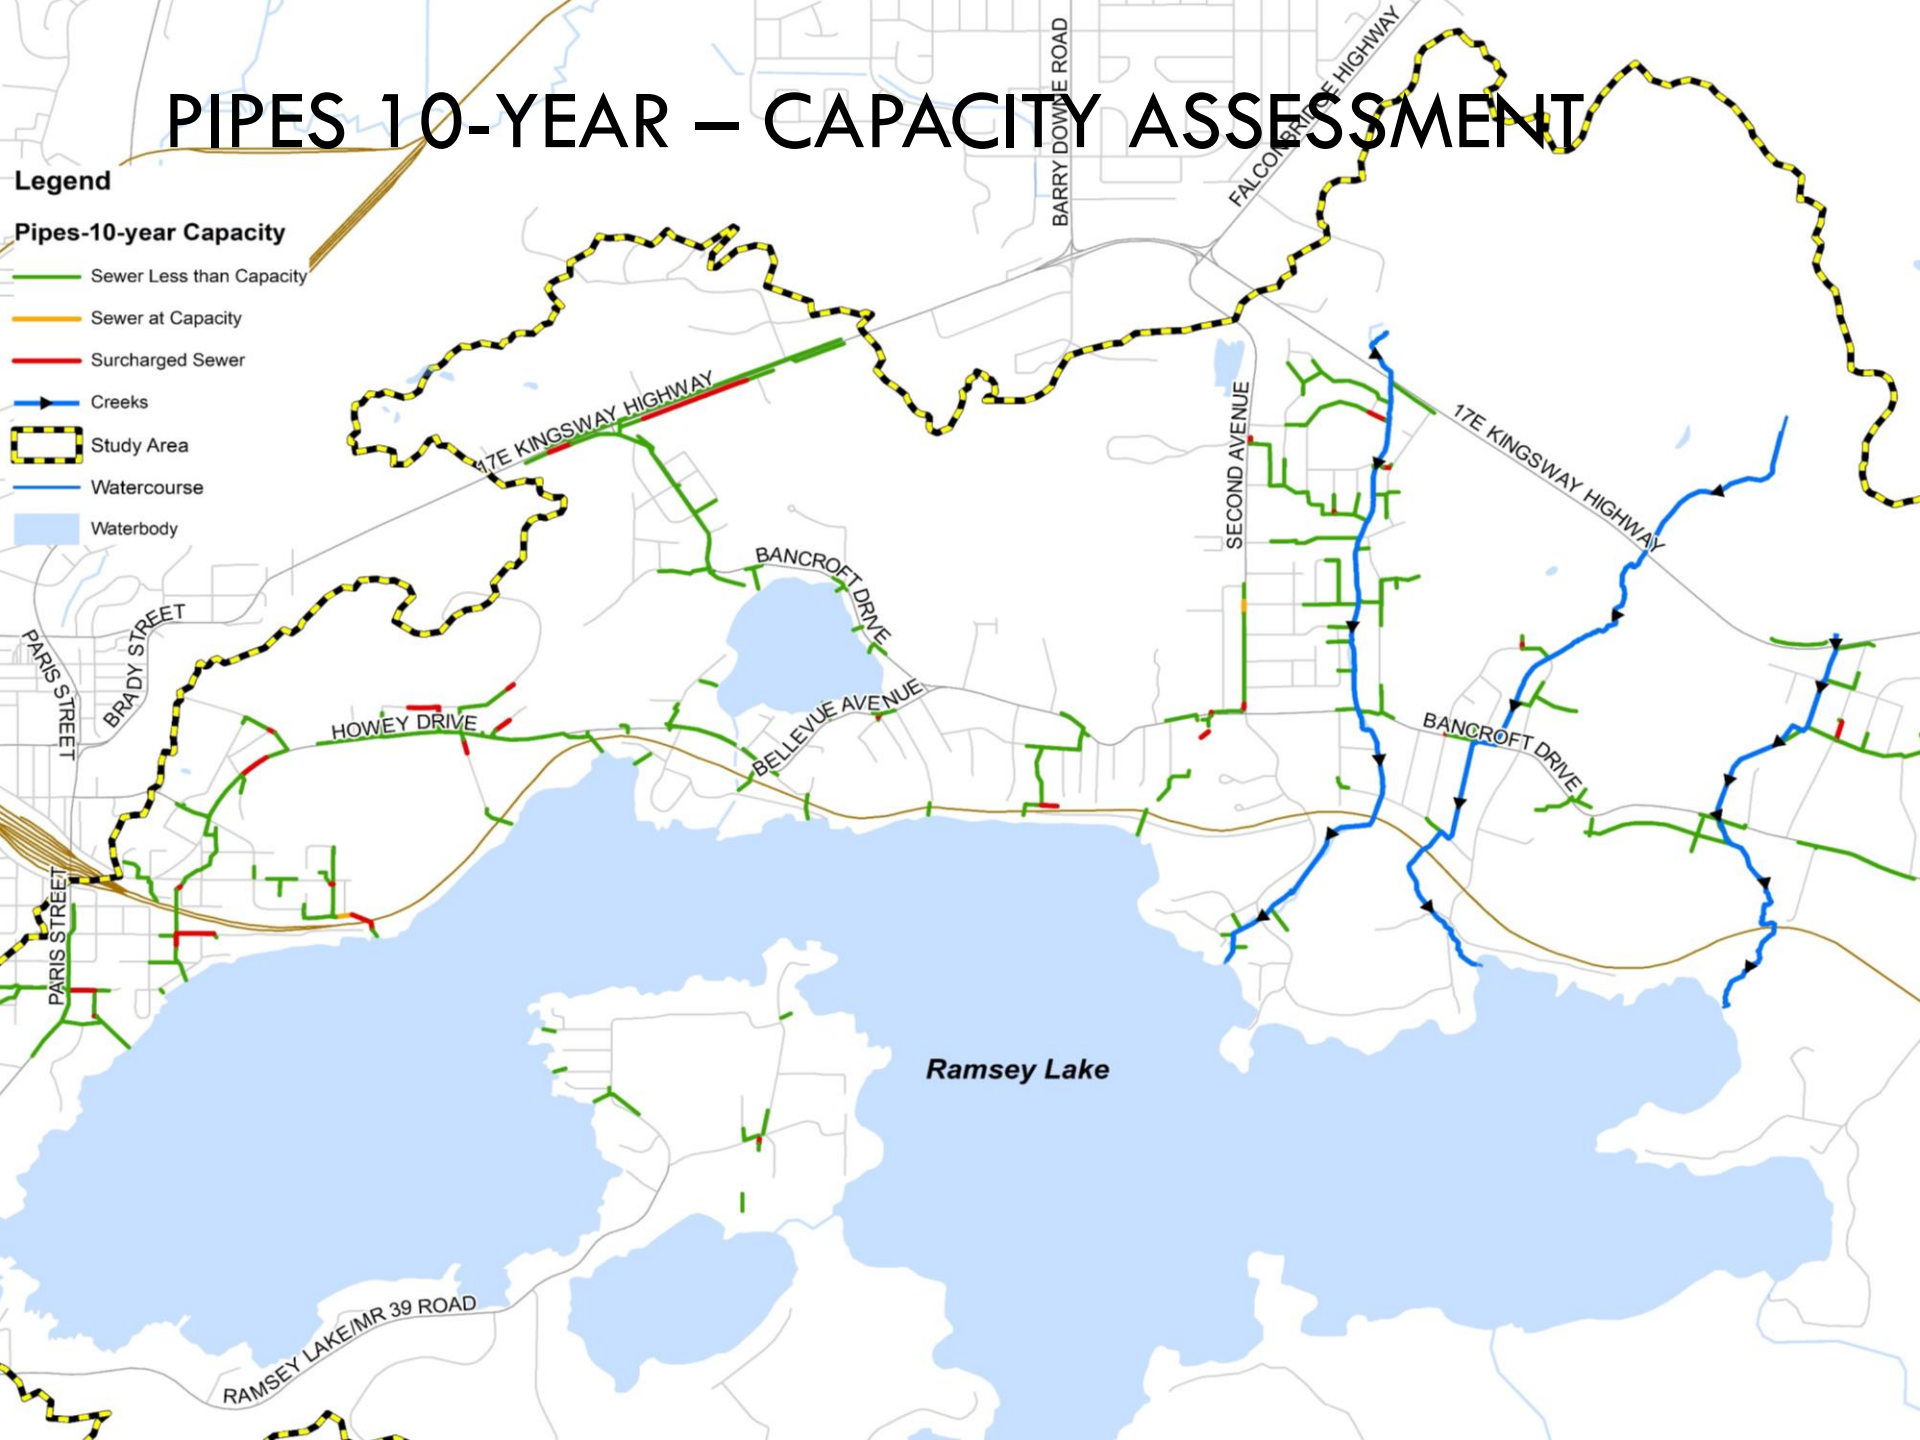 PIPES 10-YEAR – CAPACITY ASSESSMENT
Legend
Pipes-10-year Capacity
Sewer Less than Capacity
Sewer at Capacity
Surcharged Sewer
Creeks
Study Area
Watercourse
Waterbody
BARRY DOWNE ROAD
FALCONBRIDGE HIGHWAY
17E KINGSWAY HIGHWAY
SECOND AVENUE
17E KINGSWAY HIGHWAY
BANCROFT DRIVE
PARIS STREET
BRADY STREET
HOWEY DRIVE
BELLEVUE AVENUE
BANCROFT DRIVE
PARIS STREET
Ramsey Lake
RAMSEY LAKE/MR 39 ROAD